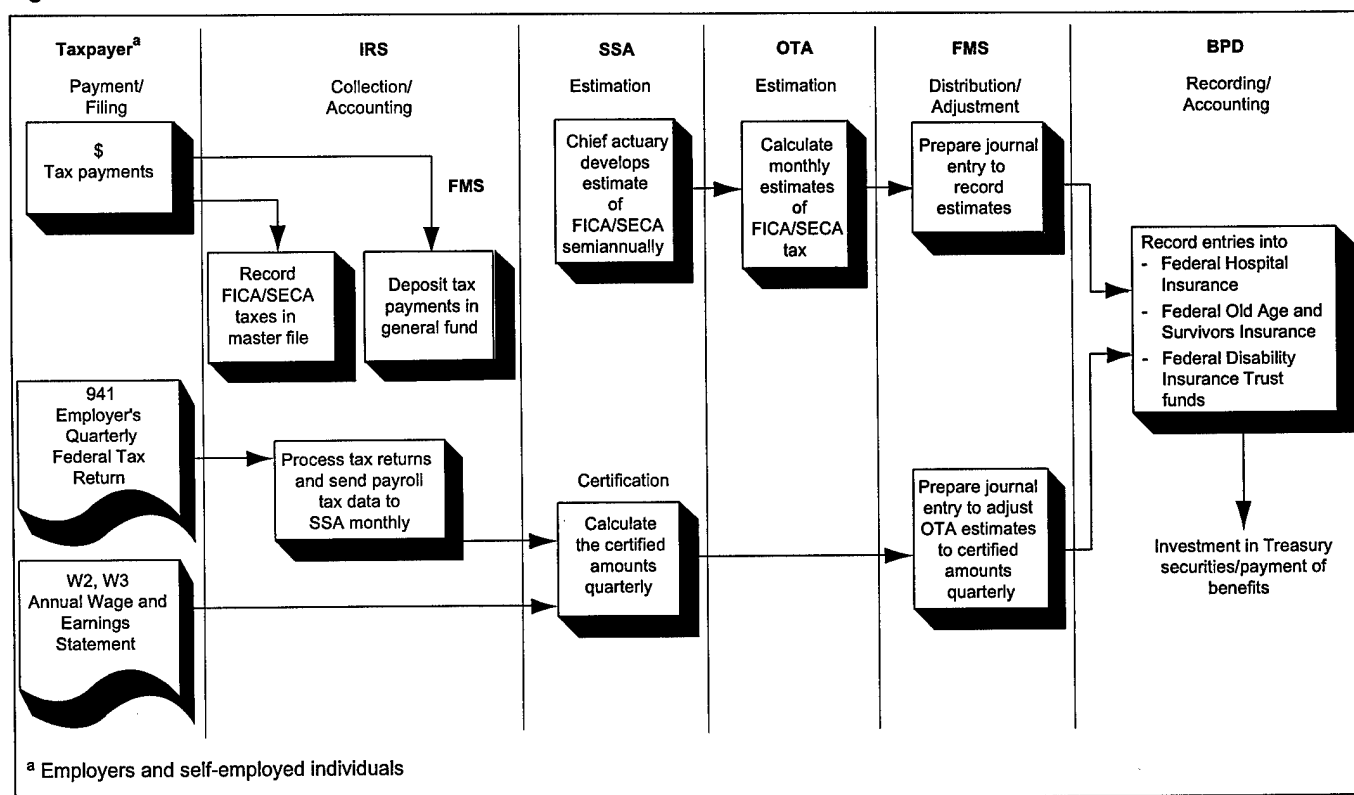 Taxpayer^a
Payment/
Filing
$
Tax payments
941
Employer's
Quarterly
Federal Tax
Return
W2, W3
Annual Wage and
Earnings
Statement
IRS
Collection/
Accounting
FMS
Record
FICA/SECA
taxes in
master file
Deposit tax
payments in
general fund
Process tax returns
and send payroll
tax data to
SSA monthly
SSA
Estimation
Chief actuary
develops
estimate
of
FICA/SECA
semiannually
Certification
Calculate
the certified
amounts
quarterly
OTA
Estimation
Calculate
monthly
estimates
of
FICA/SECA
tax
FMS
Distribution/
Adjustment
Prepare journal
entry to
record
estimates
Prepare journal
entry to adjust
OTA estimates
to certified
amounts
quarterly
BPD
Recording/
Accounting
Record entries into
- Federal Hospital
Insurance
- Federal Old Age and
Survivors Insurance
- Federal Disability
Insurance Trust
funds
Investment in Treasury
securities/payment of
benefits
^a Employers and self-employed individuals